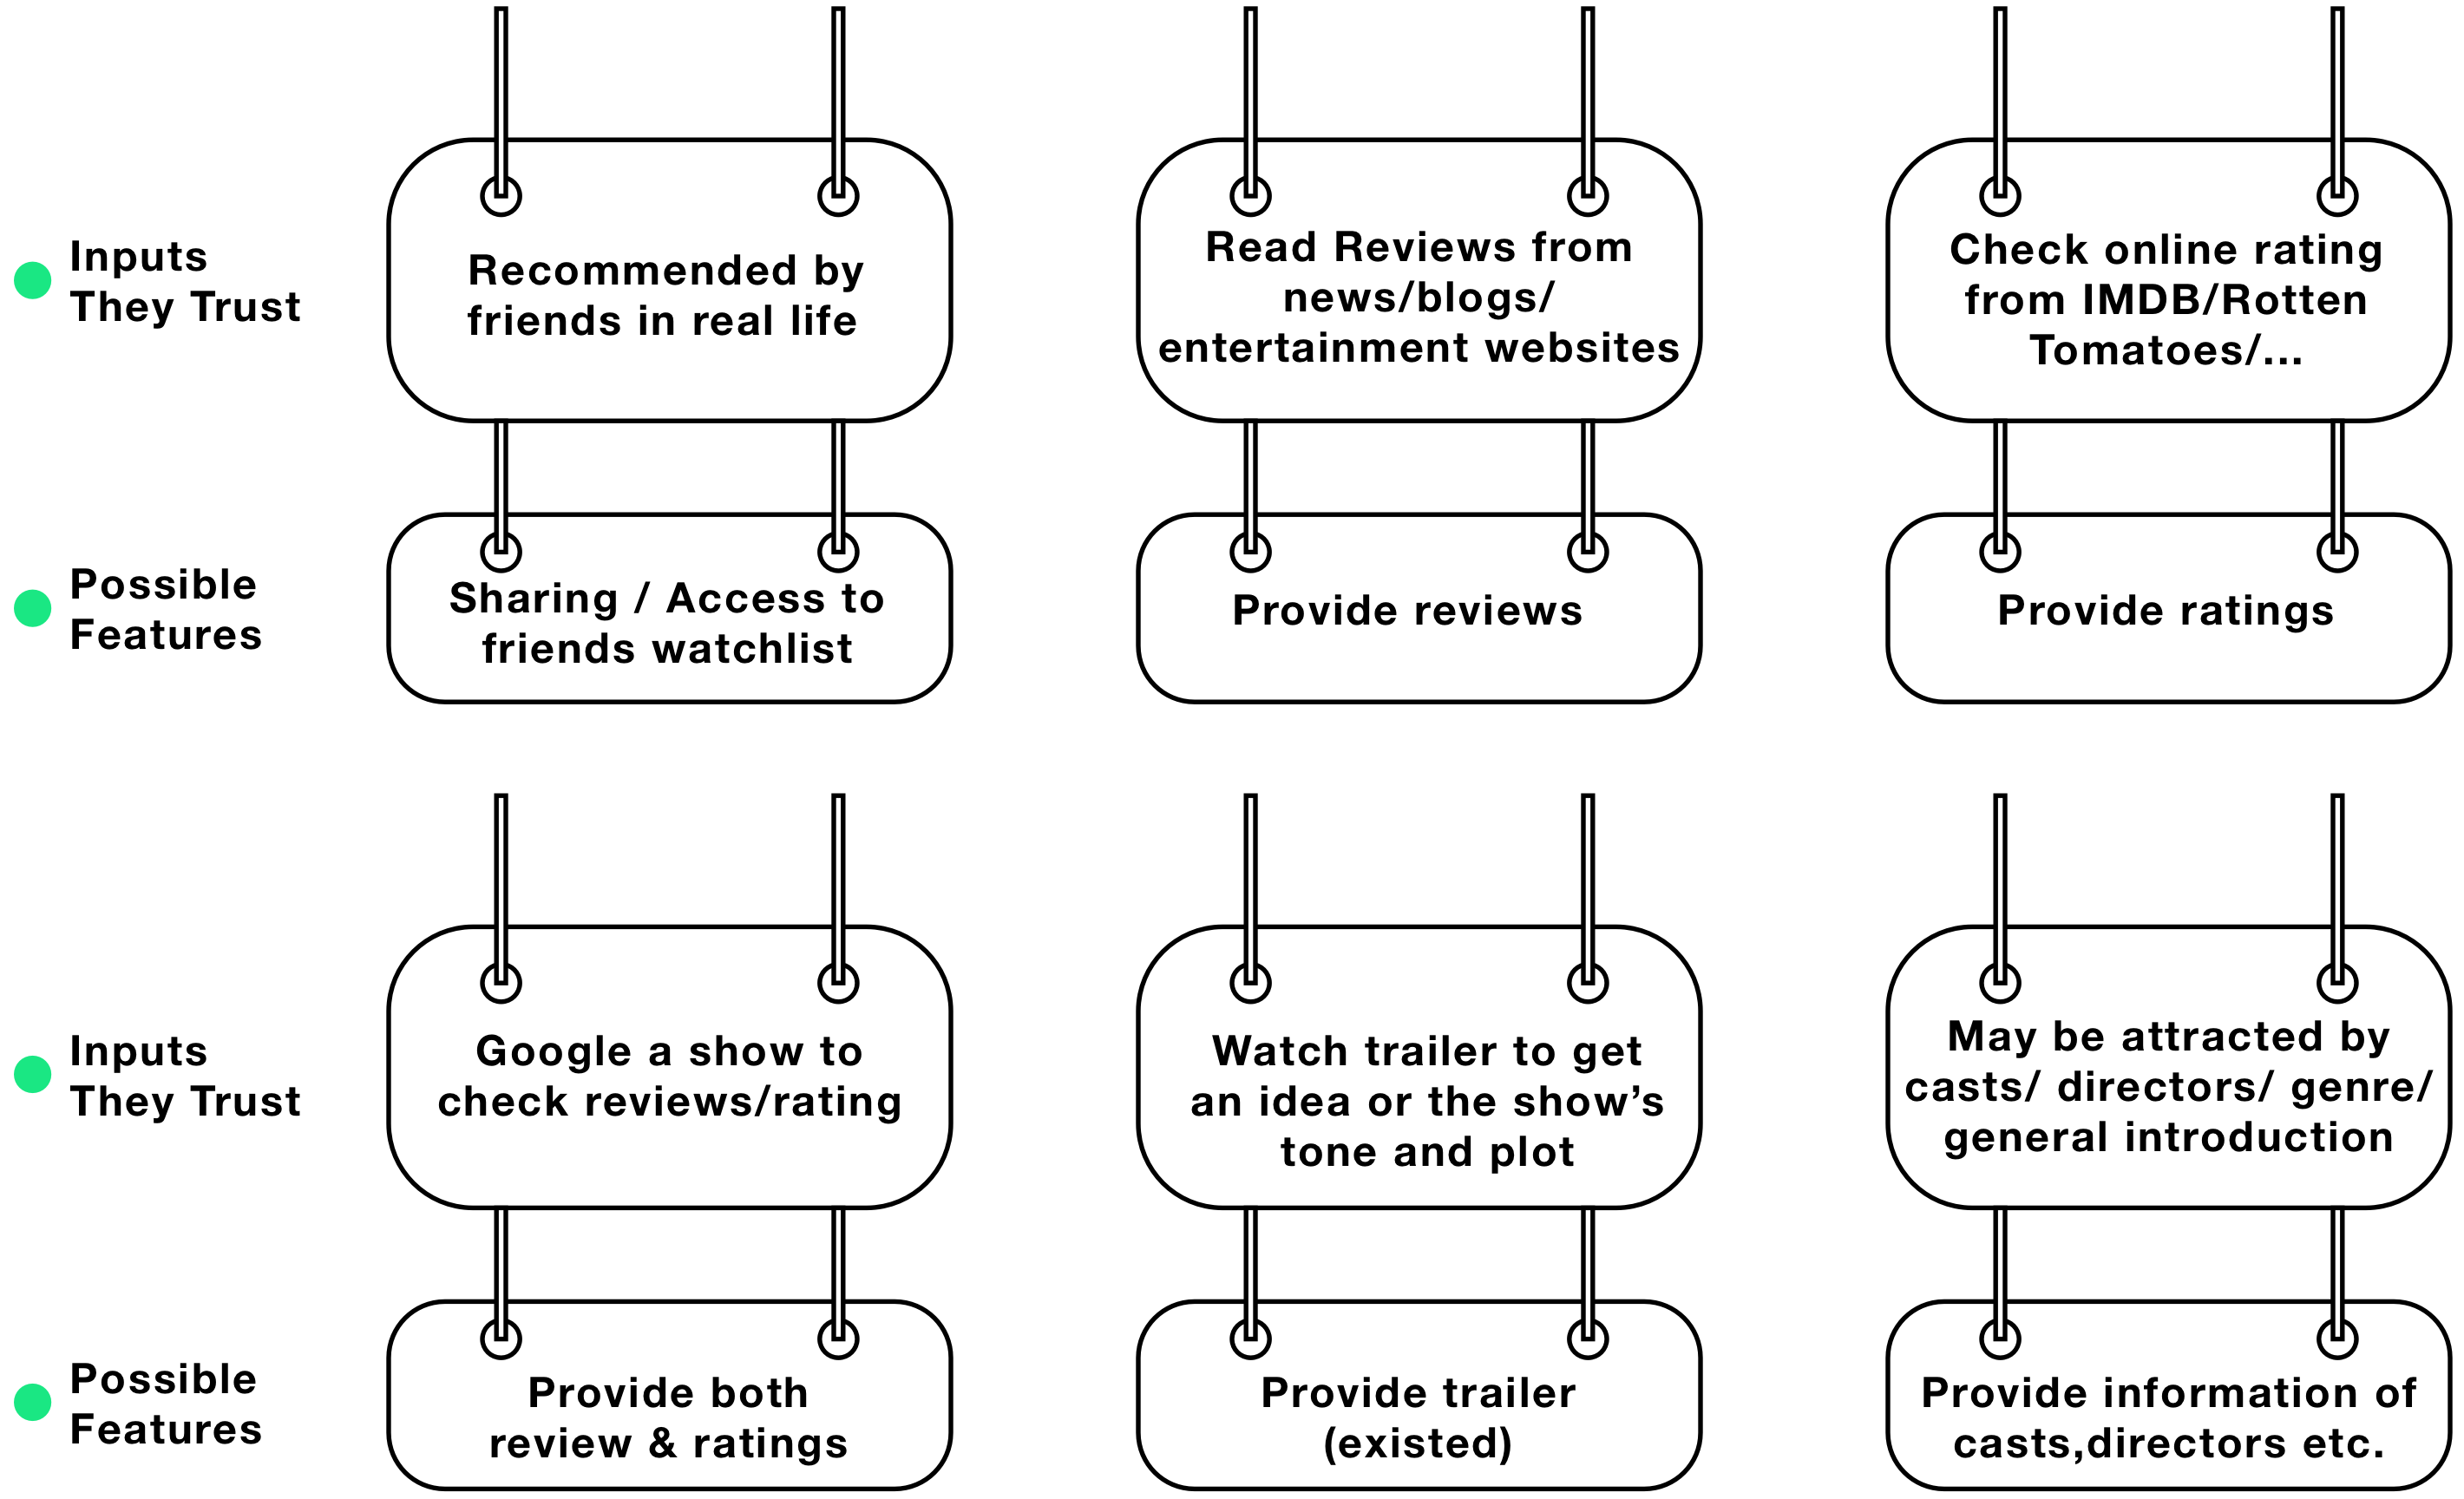 Inputs
They Trust
Recommended by
friends in real life
Read Reviews from
news/blogs/
entertainment websites
Check online rating
from IMDB/Rotten
Tomatoes/...
Possible
Features
Sharing / Access to
friends watchlist
Provide reviews
Provide ratings
Inputs
They Trust
Google a show to
check reviews/rating
Watch trailer to get
an idea or the show’s
tone and plot
May be attracted by
casts/ directors/ genre/
general introduction
Possible
Features
Provide both
review & ratings
Provide trailer
(existed)
Provide information of
casts,directors etc.